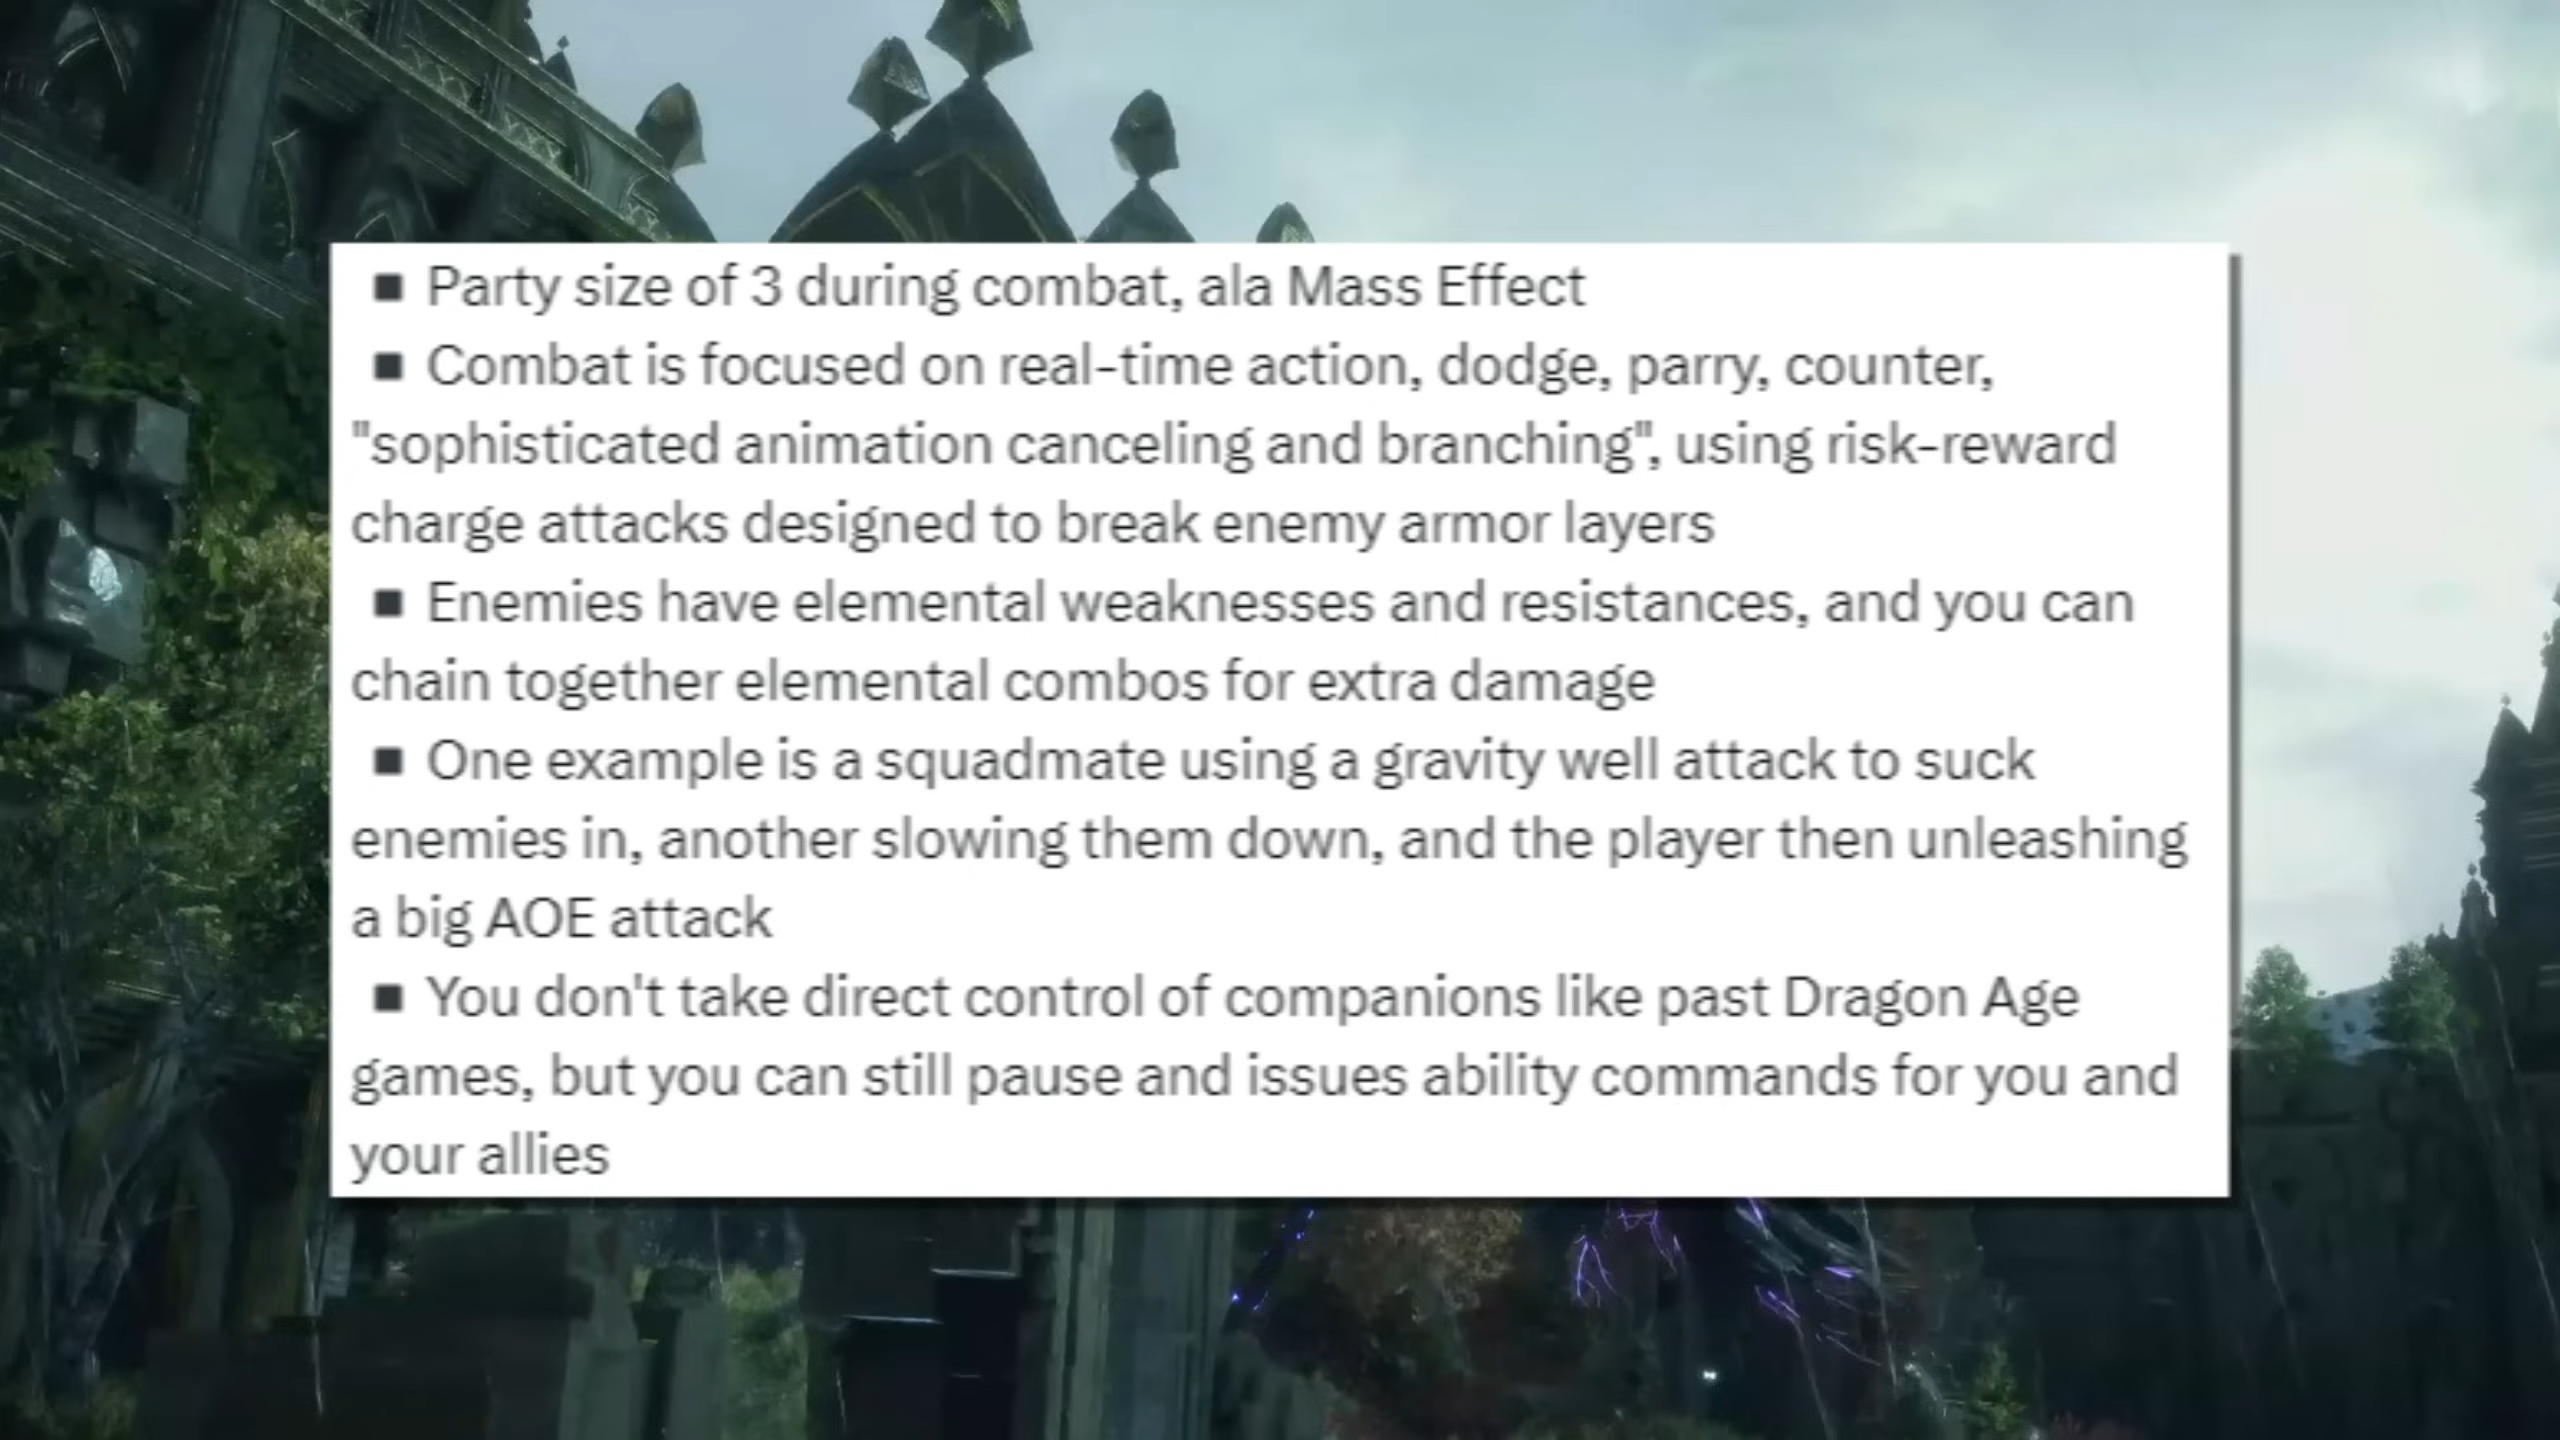 ▪ Party size of 3 during combat, ala Mass Effect
▪ Combat is focused on real-time action, dodge, parry, counter,
"sophisticated animation canceling and branching", using risk-reward
charge attacks designed to break enemy armor layers
▪ Enemies have elemental weaknesses and resistances, and you can
chain together elemental combos for extra damage
▪ One example is a squadmate using a gravity well attack to suck
enemies in, another slowing them down, and the player then unleashing
a big AOE attack
▪ You don't take direct control of companions like past Dragon Age
games, but you can still pause and issues ability commands for you and
your allies